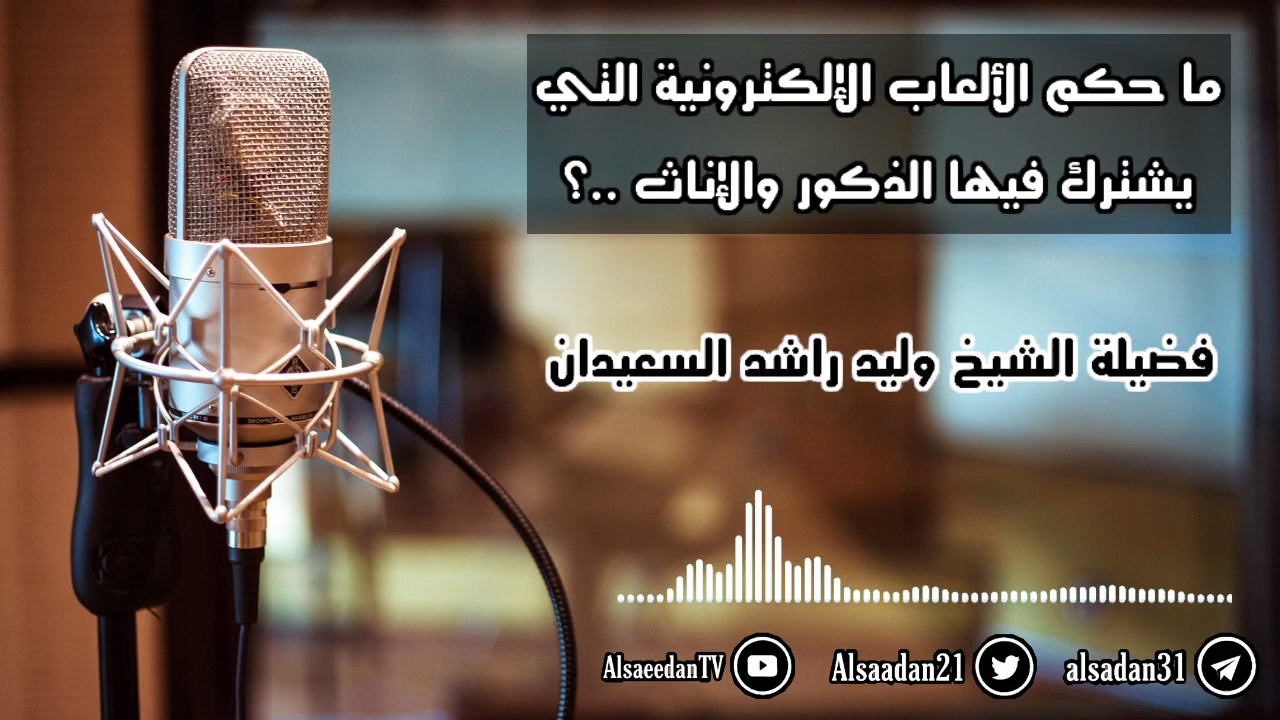 ما حكم الألعاب الإلكترونية التي
يشترك فيها الذكور والإناث ..؟
فضيلة الشيخ وليد راشد السعيدان
AlsaeedanTV
Alsaadan21
alsadan31